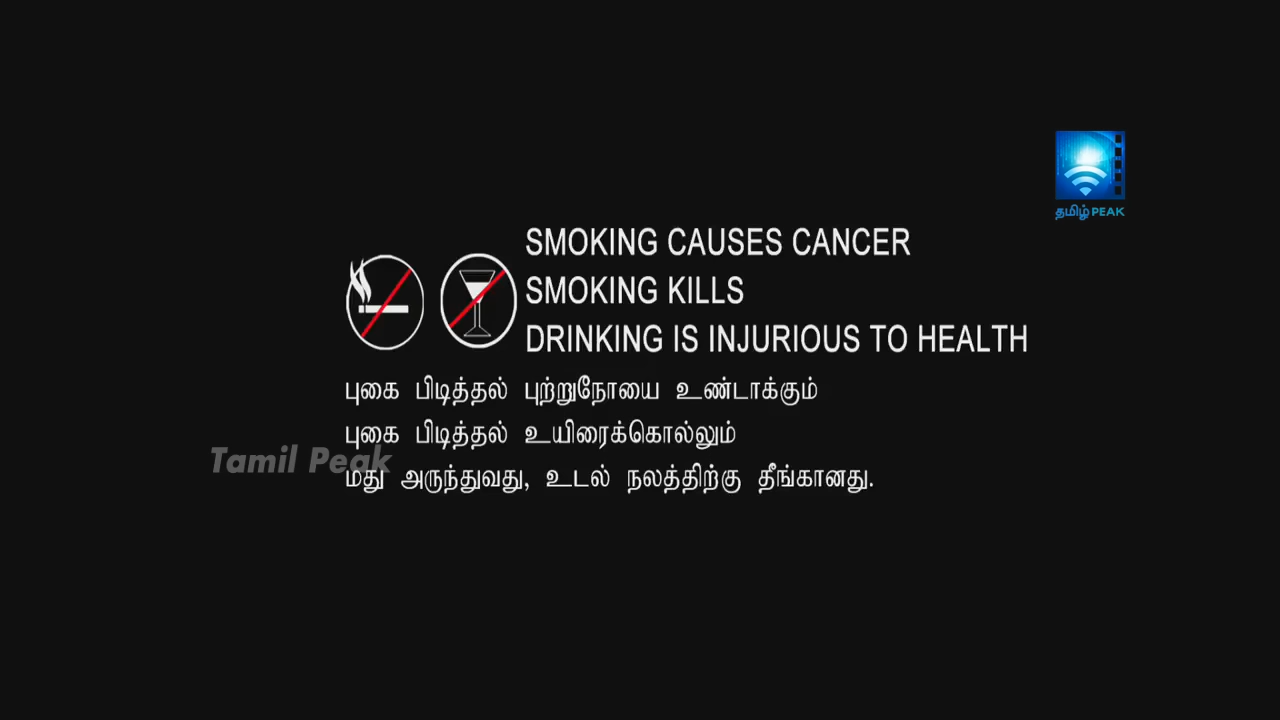 தமிழ் PEAK
SMOKING CAUSES CANCER
SMOKING KILLS
DRINKING IS INJURIOUS TO HEALTH
புகை பிடித்தல் புற்றுநோயை உண்டாக்கும்
புகை பிடித்தல் உயிரைக்கொல்லும்
Tamil Peak
மது அருந்துவது, உடல் நலத்திற்கு தீங்கானது.